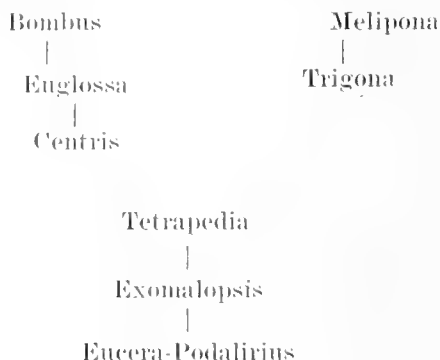 Bombus Melipona
Euglossa Trigona
Centris
Tetrapedia
Exomalopsis
Eucera-Podalirius